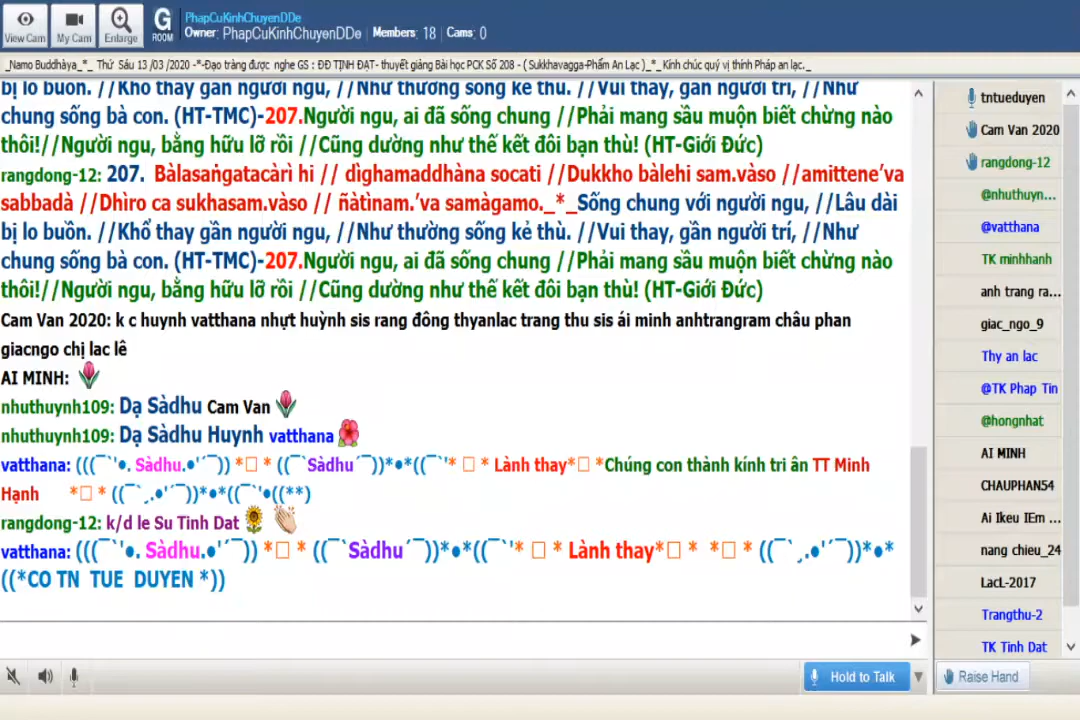 PhapCuKinhChuyenDDe
Owner: PhapCuKinhChuyenDDe Members: 18 Cams: 0
View Cam My Cam Enlarge G ROOM
_Namo Buddhàya_*_ Thứ Sáu 13 /03 /2020 -*-Đạo tràng được nghe GS : ĐĐ TỊNH ĐẠT- thuyết giảng Bài học PCK Số 208 - ( Sukkhavagga-Phẩm An Lạc )_*_Kính chúc quý vị thính Pháp an lạc._
bị lo buồn. //Khổ thay gần người ngu, //Như thường sống kẻ thù. //Vui thay, gần người trí, //Như
chung sống bà con. (HT-TMC)-207.Người ngu, ai đã sống chung //Phải mang sầu muộn biết chừng nào
thôi!//Người ngu, bằng hữu lỡ rồi //Cũng dường như thế kết đôi bạn thù! (HT-Giới Đức)
rangdong-12: 207. Bàlasaṅgatacàrì hi // dìghamaddhàna socati //Dukkho bàlehi sam.vàso //amittene’va
sabbadà //Dhìro ca sukhasam.vàso // ñàtìnam.’va samàgamo._*_Sống chung với người ngu, //Lâu dài
bị lo buồn. //Khổ thay gần người ngu, //Như thường sống kẻ thù. //Vui thay, gần người trí, //Như
chung sống bà con. (HT-TMC)-207.Người ngu, ai đã sống chung //Phải mang sầu muộn biết chừng nào
thôi!//Người ngu, bằng hữu lỡ rồi //Cũng dường như thế kết đôi bạn thù! (HT-Giới Đức)
Cam Van 2020: k c huynh vatthana nhựt huỳnh sis rang đông thyanlac trang thu sis ái minh anhtrangram châu phan
giacngo chị lac lê
AI MINH:
nhuthuynh109: Dạ Sàdhu Cam Van
nhuthuynh109: Dạ Sàdhu Huynh vatthana
vatthana: (((¯`'•. Sàdhu.•'´¯)) *▯ * ((¯`Sàdhu´¯))*•*((¯`'* ▯ * Lành thay*▯ *Chúng con thành kính tri ân TT Minh
Hạnh *▯ * ((¯`¸.•'´¯))*•*((¯`'•((**)
rangdong-12: k/d le Su Tinh Dat
vatthana: (((¯`'•. Sàdhu.•'´¯)) *▯ * ((¯`Sàdhu´¯))*•*((¯`'* ▯ * Lành thay*▯ * *▯ * ((¯`¸.•'´¯))*•*
((*CO TN TUE DUYEN *))
tntueduyen
Cam Van 2020
rangdong-12
@nhuthuyn...
@vatthana
TK minhhanh
anh trang ra...
giac_ngo_9
Thy an lac
@TK Phap Tin
@hongnhat
AI MINH
CHAUPHAN54
Ai Ikeu IEm ...
nang chieu_24
LacL-2017
Trangthu-2
TK Tinh Dat
Hold to Talk
Raise Hand